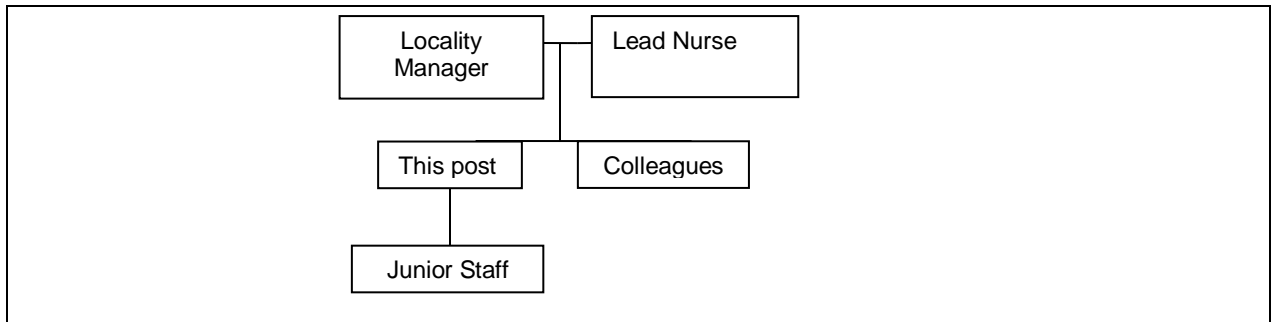 Locality
Manager
Lead Nurse
This post
Colleagues
Junior Staff